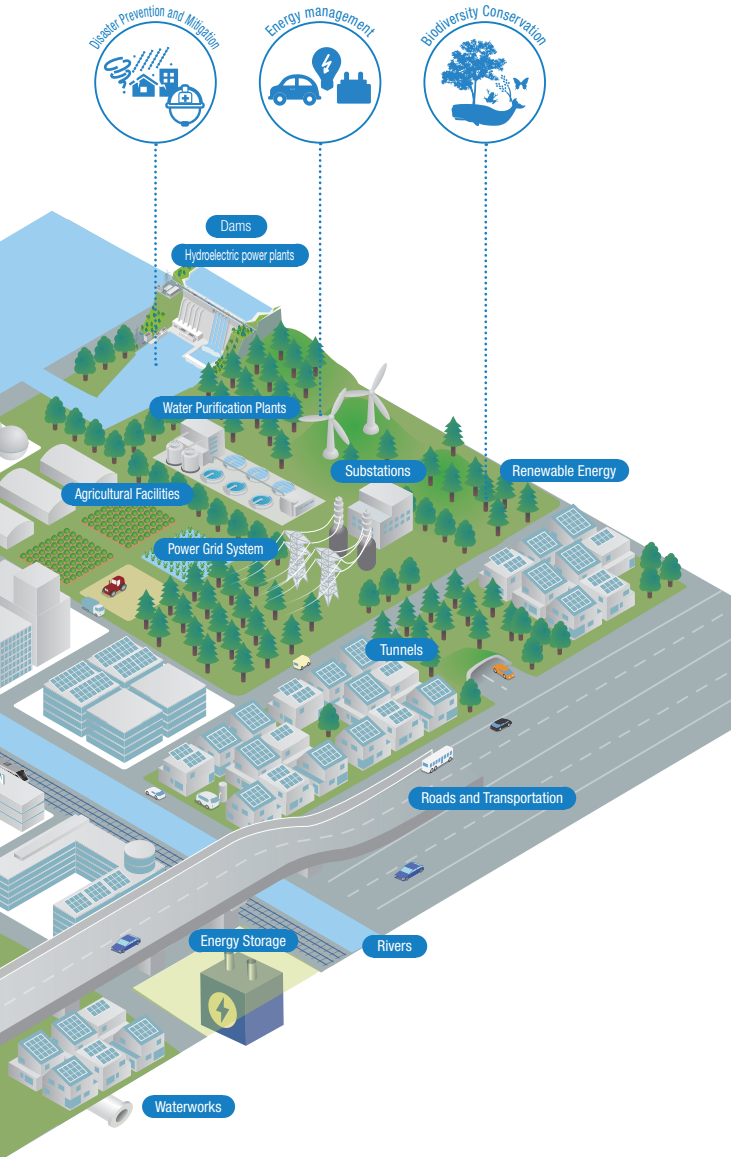 Disaster Prevention and Mitigation
Energy management
Biodiversity Conservation
Dams
Hydroelectric power plants
Water Purification Plants
Substations
Renewable Energy
Agricultural Facilities
Power Grid System
Tunnels
Roads and Transportation
Energy Storage
Rivers
Waterworks